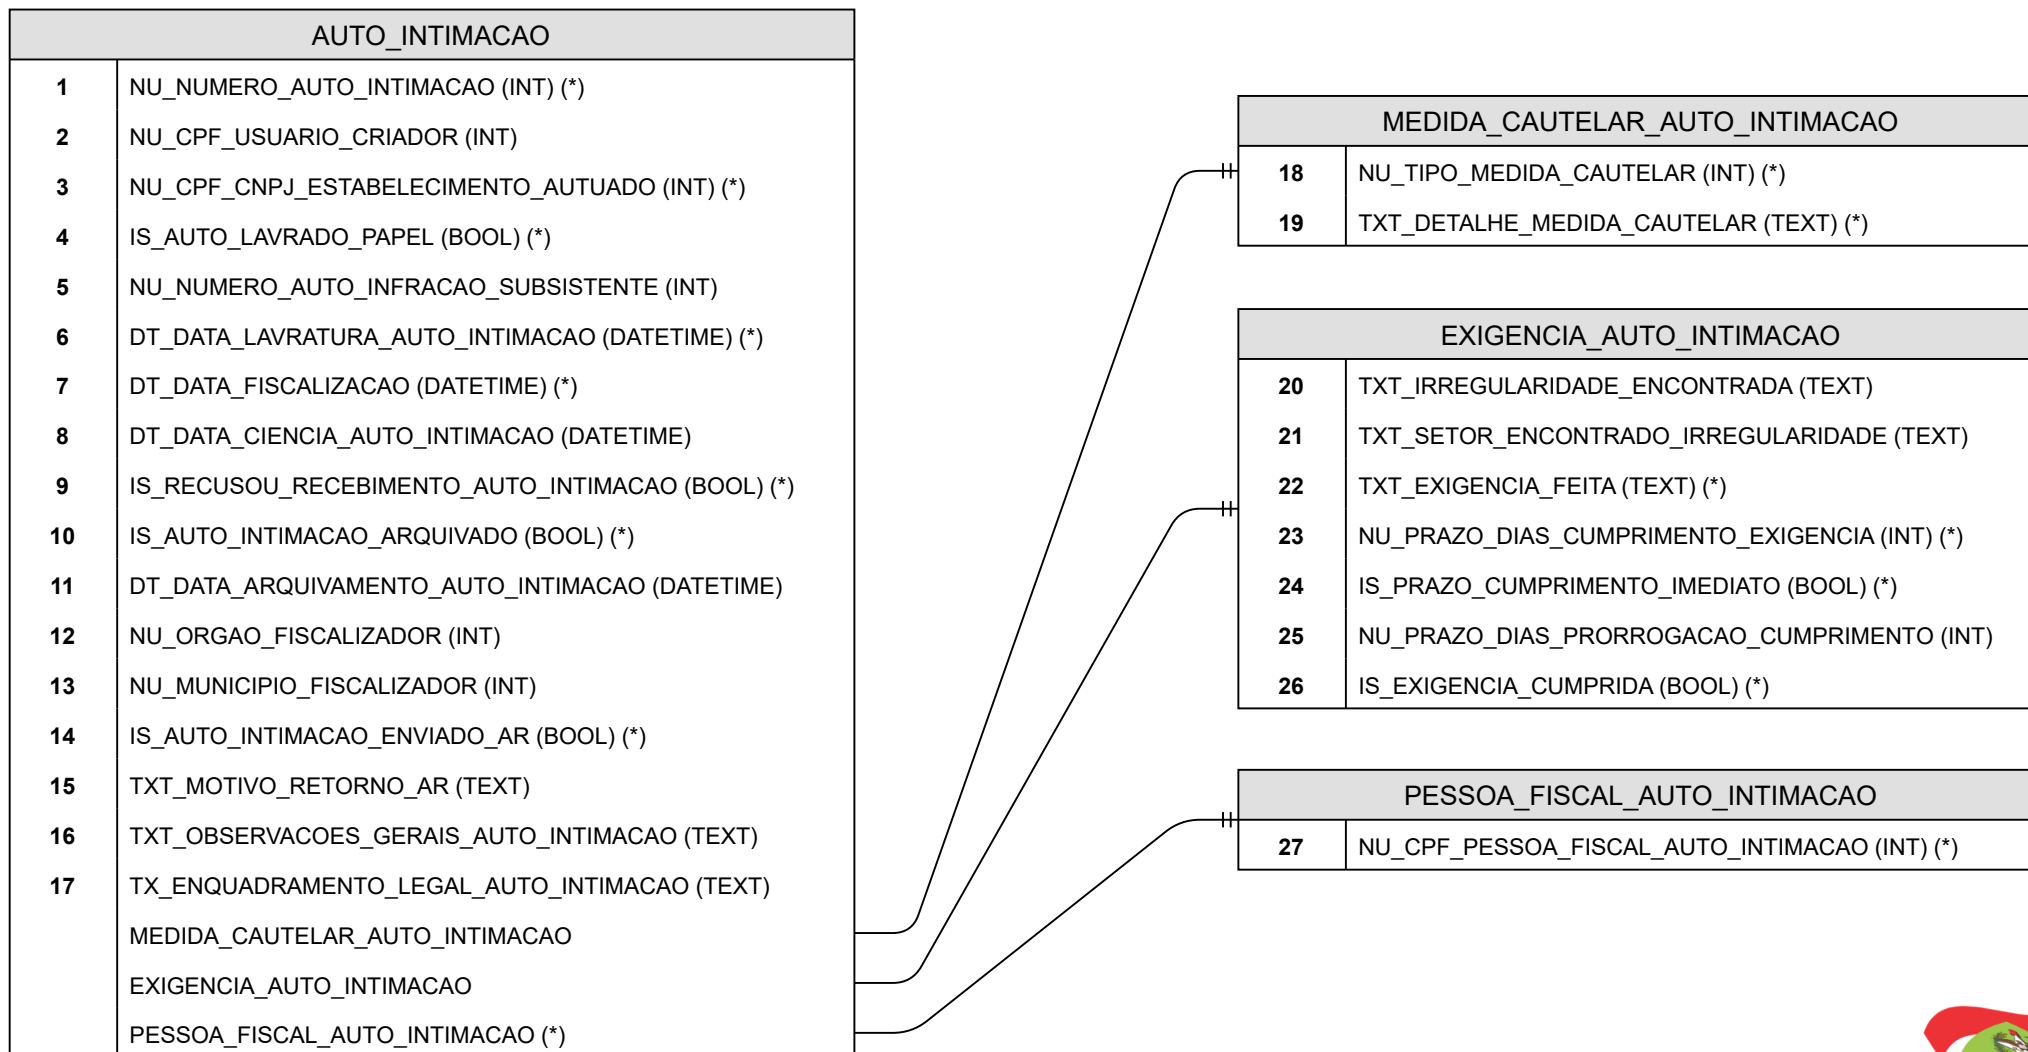 AUTO_INTIMACAO
1 NU_NUMERO_AUTO_INTIMACAO (INT) (*)
2 NU_CPF_USUARIO_CRIADOR (INT)
3 NU_CPF_CNPJ_ESTABELECIMENTO_AUTUADO (INT) (*)
4 IS_AUTO_LAVRADO_PAPEL (BOOL) (*)
5 NU_NUMERO_AUTO_INFRACAO_SUBSISTENTE (INT)
6 DT_DATA_LAVRATURA_AUTO_INTIMACAO (DATETIME) (*)
7 DT_DATA_FISCALIZACAO (DATETIME) (*)
8 DT_DATA_CIENCIA_AUTO_INTIMACAO (DATETIME)
9 IS_RECUSOU_RECEBIMENTO_AUTO_INTIMACAO (BOOL) (*)
10 IS_AUTO_INTIMACAO_ARQUIVADO (BOOL) (*)
11 DT_DATA_ARQUIVAMENTO_AUTO_INTIMACAO (DATETIME)
12 NU_ORGAO_FISCALIZADOR (INT)
13 NU_MUNICIPIO_FISCALIZADOR (INT)
14 IS_AUTO_INTIMACAO_ENVIADO_AR (BOOL) (*)
15 TXT_MOTIVO_RETORNO_AR (TEXT)
16 TXT_OBSERVACOES_GERAIS_AUTO_INTIMACAO (TEXT)
17 TX_ENQUADRAMENTO_LEGAL_AUTO_INTIMACAO (TEXT)
MEDIDA_CAUTELAR_AUTO_INTIMACAO
EXIGENCIA_AUTO_INTIMACAO
PESSOA_FISCAL_AUTO_INTIMACAO (*)
MEDIDA_CAUTELAR_AUTO_INTIMACAO
18 NU_TIPO_MEDIDA_CAUTELAR (INT) (*)
19 TXT_DETALHE_MEDIDA_CAUTELAR (TEXT) (*)
EXIGENCIA_AUTO_INTIMACAO
20 TXT_IRREGULARIDADE_ENCONTRADA (TEXT)
21 TXT_SETOR_ENCONTRADO_IRREGULARIDADE (TEXT)
22 TXT_EXIGENCIA_FEITA (TEXT) (*)
23 NU_PRAZO_DIAS_CUMPRIMENTO_EXIGENCIA (INT) (*)
24 IS_PRAZO_CUMPRIMENTO_IMEDIATO (BOOL) (*)
25 NU_PRAZO_DIAS_PRORROGACAO_CUMPRIMENTO (INT)
26 IS_EXIGENCIA_CUMPRIDA (BOOL) (*)
PESSOA_FISCAL_AUTO_INTIMACAO
27 NU_CPF_PESSOA_FISCAL_AUTO_INTIMACAO (INT) (*)